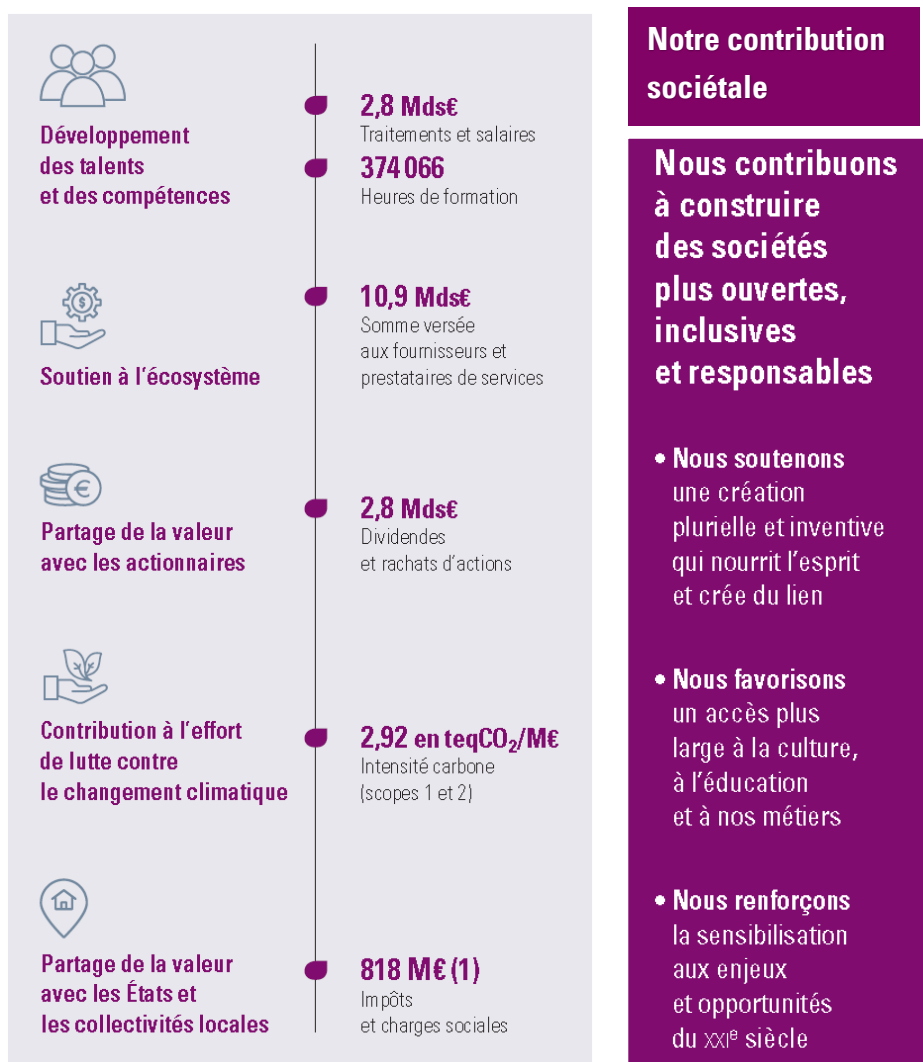 Développement
des talents
et des compétences
2,8 Mds€
Traitements et salaires
374 066
Heures de formation
Soutien à l'écosystème
10,9 Mds€
Somme versée
aux fournisseurs et
prestataires de services
Partage de la valeur
avec les actionnaires
2,8 Mds€
Dividendes
et rachats d'actions
Contribution à l'effort
de lutte contre
le changement climatique
2,92 en teqCO₂/M€
Intensité carbone
(scopes 1 et 2)
Partage de la valeur
avec les États et
les collectivités locales
818 M€ (1)
Impôts
et charges sociales
Notre contribution
sociétale
Nous contribuons
à construire
des sociétés
plus ouvertes,
inclusives
et responsables
• Nous soutenons
une création
plurielle et inventive
qui nourrit l'esprit
et crée du lien
• Nous favorisons
un accès plus
large à la culture,
à l'éducation
et à nos métiers
• Nous renforçons
la sensibilisation
aux enjeux
et opportunités
du XXIᵉ siècle